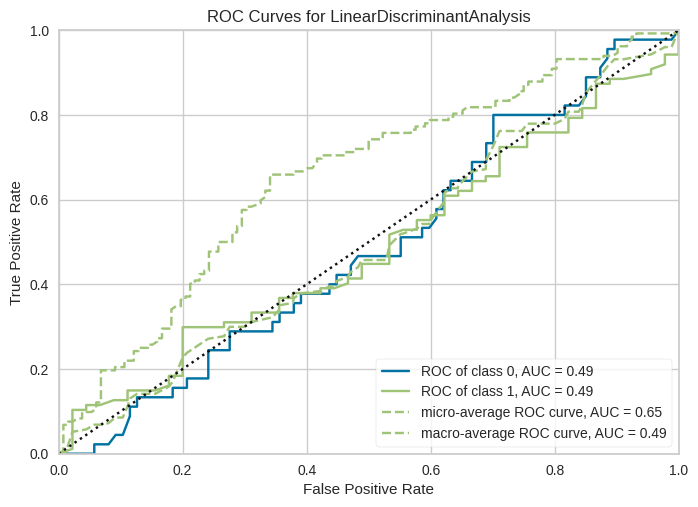 ROC Curves for LinearDiscriminantAnalysis
1.0
0.8
0.6
0.4
0.2
0.0
True Positive Rate
ROC of class 0, AUC = 0.49
ROC of class 1, AUC = 0.49
micro-average ROC curve, AUC = 0.65
macro-average ROC curve, AUC = 0.49
0.0 0.2 0.4 0.6 0.8 1.0
False Positive Rate